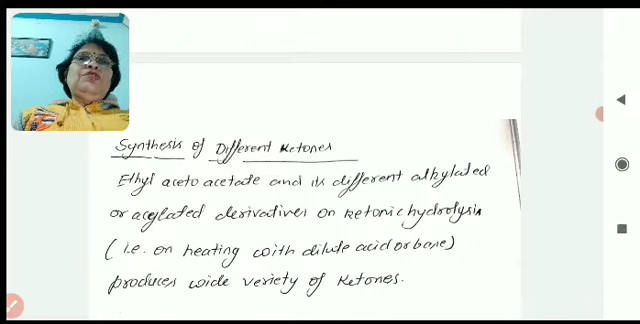 Synthesis of Different Ketones
Ethyl aceto acetate and its different alkylated
or acylated derivatives on ketonic hydrolysis
(i.e. on heating with dilute acid or base)
produces wide veriety of Ketones.